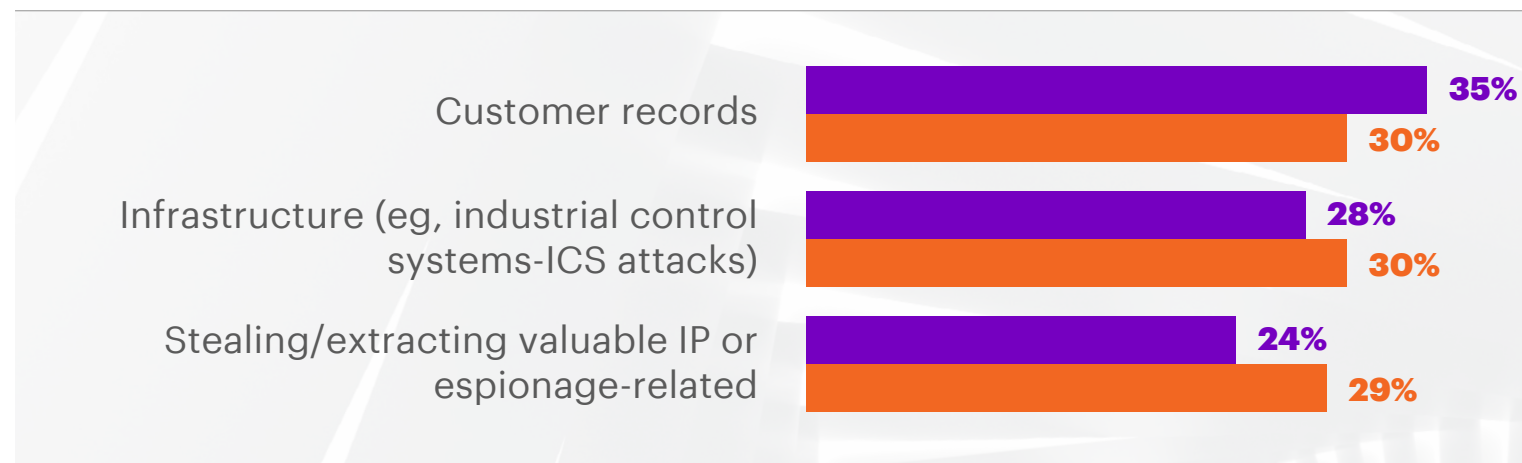 Customer records
35%
30%
Infrastructure (eg, industrial control
systems-ICS attacks)
28%
30%
Stealing/extracting valuable IP or
espionage-related
24%
29%